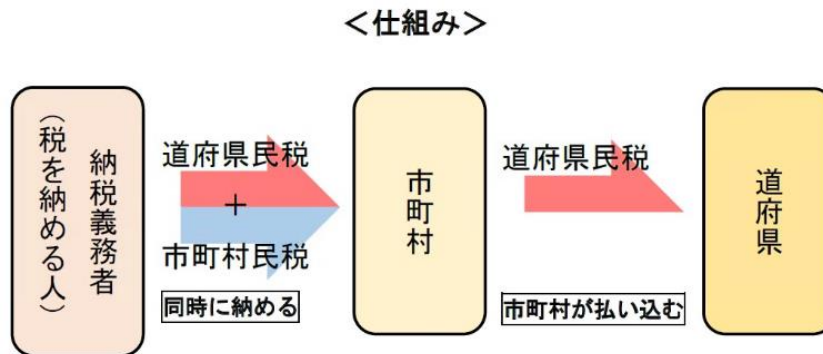 ＜仕組み＞
納税義務者
（税を納める人）
道府県民税
＋
市町村民税
同時に納める
市町村
道府県民税
市町村が払い込む
道府県